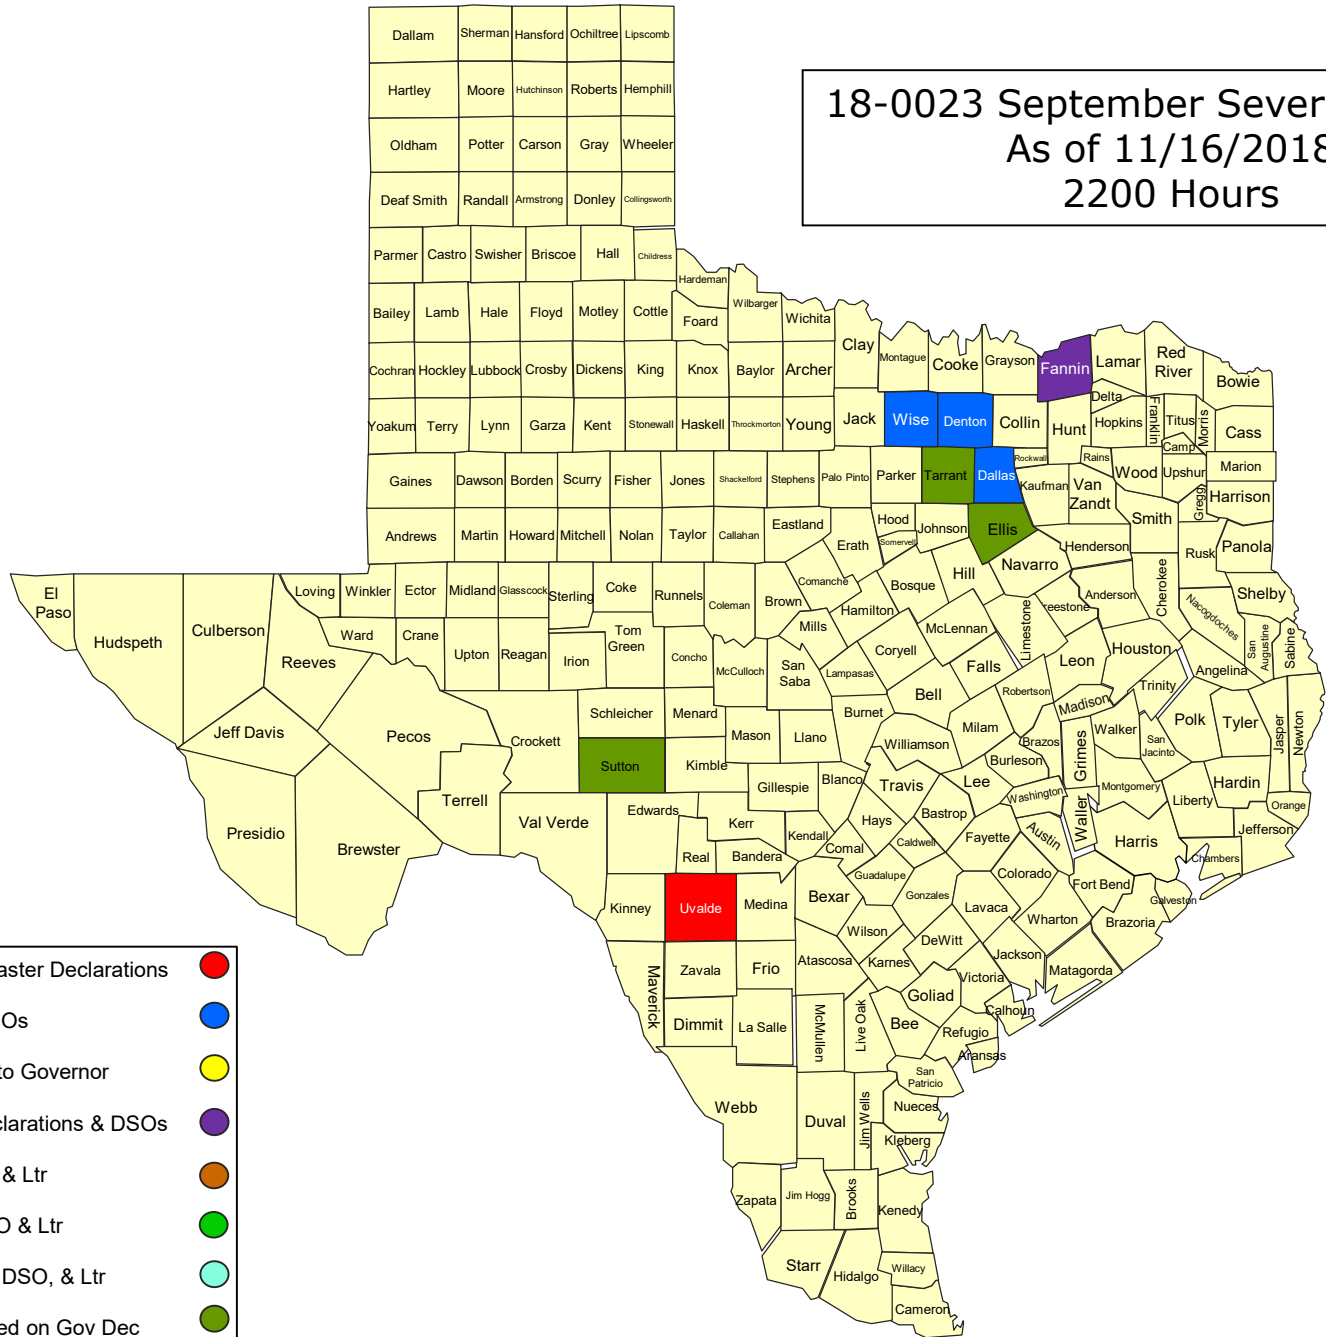 18-0023 September Sever
As of 11/16/2018
2200 Hours
Dallam Sherman Hansford Ochiltree Lipscomb
Hartley Moore Hutchinson Roberts Hemphill
Oldham Potter Carson Gray Wheeler
Deaf Smith Randall Armstrong Donley Collingsworth
Parmer Castro Swisher Briscoe Hall Childress
Hardeman
Bailey Lamb Hale Floyd Motley Cottle Foard Wilbarger Wichita
Clay Montague Cooke Grayson Fannin Lamar Red River Bowie
Cochran Hockley Lubbock Crosby Dickens King Knox Baylor Archer
Delta
Yoakum Terry Lynn Garza Kent Stonewall Haskell Throckmorton Young Jack Wise Denton Collin Hunt Hopkins Franklin Titus Morris Cass
Camp
Rockwall Rains
Gaines Dawson Borden Scurry Fisher Jones Shackelford Stephens Palo Pinto Parker Tarrant Dallas Kaufman Van Zandt Wood Upshur Marion
Gregg Harrison
Andrews Martin Howard Mitchell Nolan Taylor Callahan Eastland Erath Hood Somervell Johnson Ellis Henderson Smith Rusk Panola
El Paso Hudspeth Culberson Loving Winkler Ector Midland Glasscock Sterling Coke Runnels Coleman Brown Comanche Hamilton Bosque Hill Navarro Anderson Cherokee Shelby
Freestone Limestone Nacogdoches
Reeves Ward Crane Upton Reagan Irion Tom Green Concho McCulloch San Saba Mills Lampasas Coryell McLennan Falls Leon Houston Angelina San Augustine Sabine
Jeff Davis Pecos Crockett Schleicher Menard Mason Llano Burnet Bell Milam Robertson Madison Trinity Polk Tyler Jasper Newton
Walker San Jacinto Brazos Grimes
Sutton Kimble Gillespie Blanco Williamson Travis Lee Burleson Washington Montgomery Liberty Hardin Orange
Presidio Brewster Terrell Val Verde Edwards Kerr Real Bandera Kendall Hays Comal Bastrop Caldwell Fayette Austin Waller Harris Jefferson Chambers
Kinney Uvalde Medina Bexar Guadalupe Gonzales Lavaca Colorado Fort Bend Galveston
Wharton Brazoria
Wilson DeWitt
Maverick Zavala Frio Atascosa Karnes Jackson Matagorda
Victoria
Goliad Calhoun
Dimmit La Salle McMullen Live Oak Bee Refugio
Aransas
San Patricio
Webb Duval Jim Wells Nueces
Kleberg
Zapata Jim Hogg Brooks Kenedy
Starr Hidalgo Willacy
Cameron
aster Declarations
Os
to Governor
clarations & DSOs
& Ltr
O & Ltr
DSO, & Ltr
ed on Gov Dec